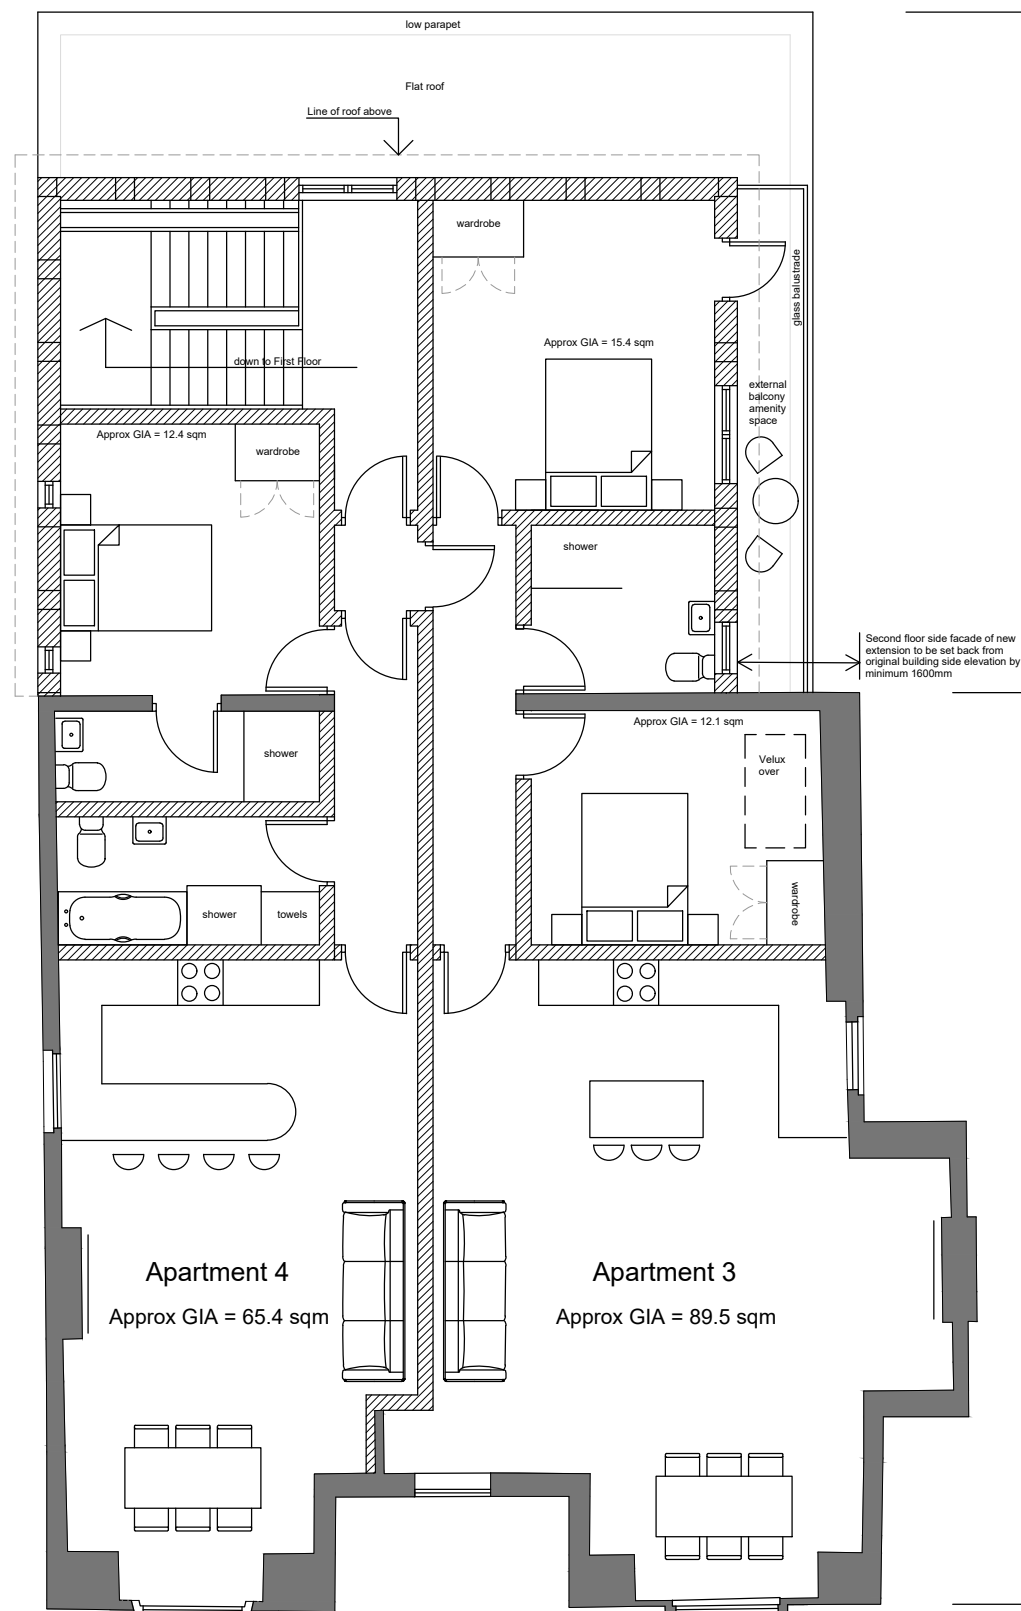 low parapet
Flat roof
Line of roof above
wardrobe
glass balustrade
Approx GIA = 15.4 sqm
down to First Floor
external
balcony
amenity
space
Approx GIA = 12.4 sqm
wardrobe
shower
Second floor side facade of new
extension to be set back from
original building side elevation by
minimum 1600mm
Approx GIA = 12.1 sqm
shower
Velux
over
wardrobe
shower
towels
Apartment 4
Approx GIA = 65.4 sqm
Apartment 3
Approx GIA = 89.5 sqm